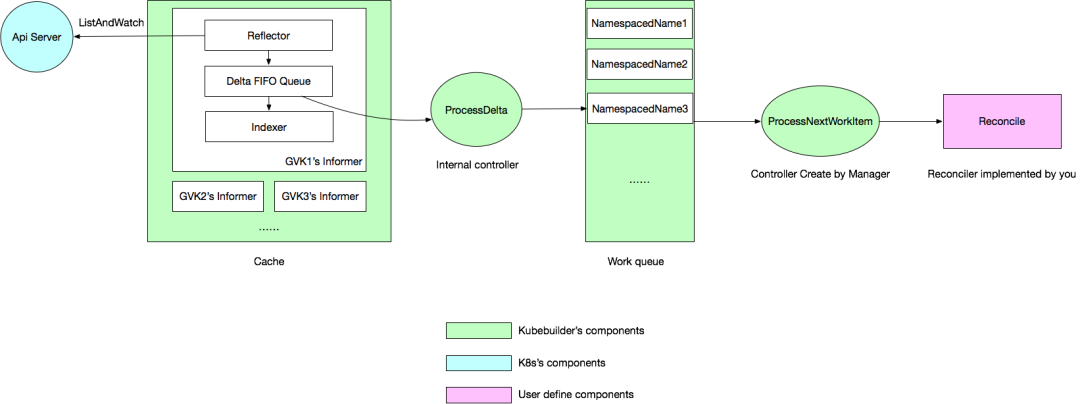 Api Server
ListAndWatch
Reflector
Delta FIFO Queue
Indexer
GVK1's Informer
GVK2's Informer
GVK3's Informer
......
Cache
ProcessDelta
Internal controller
NamespacedName1
NamespacedName2
NamespacedName3
......
Work queue
ProcessNextWorkItem
Controller Create by Manager
Reconcile
Reconciler implemented by you
Kubebuilder's components
K8s's components
User define components